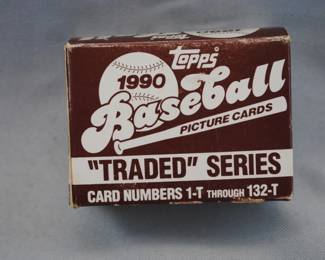 Topps
1990
Baseball
PICTURE CARDS
"TRADED" SERIES
CARD NUMBERS 1-T THROUGH 132-T